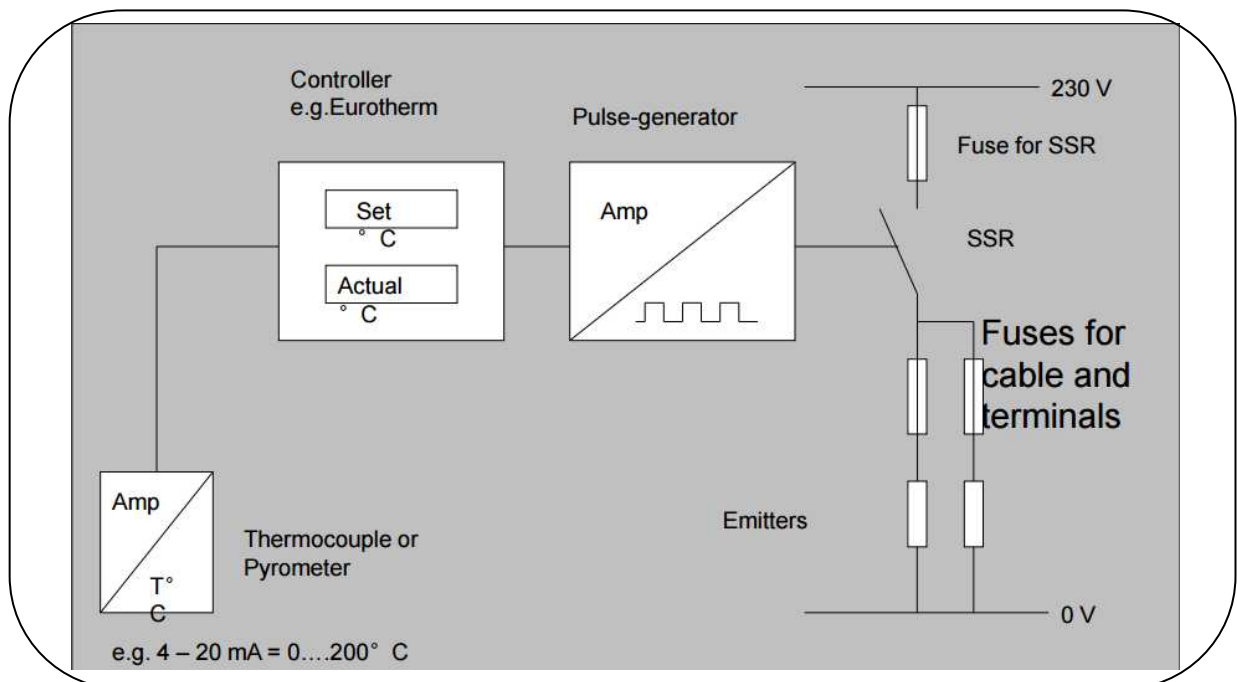 Controller
e.g.Eurotherm
Pulse-generator
230 V
Fuse for SSR
Set
° C
Actual
° C
Amp
SSR
Fuses for
cable and
terminals
Amp
T°
C
Thermocouple or
Pyrometer
Emitters
0 V
e.g. 4 – 20 mA = 0....200° C